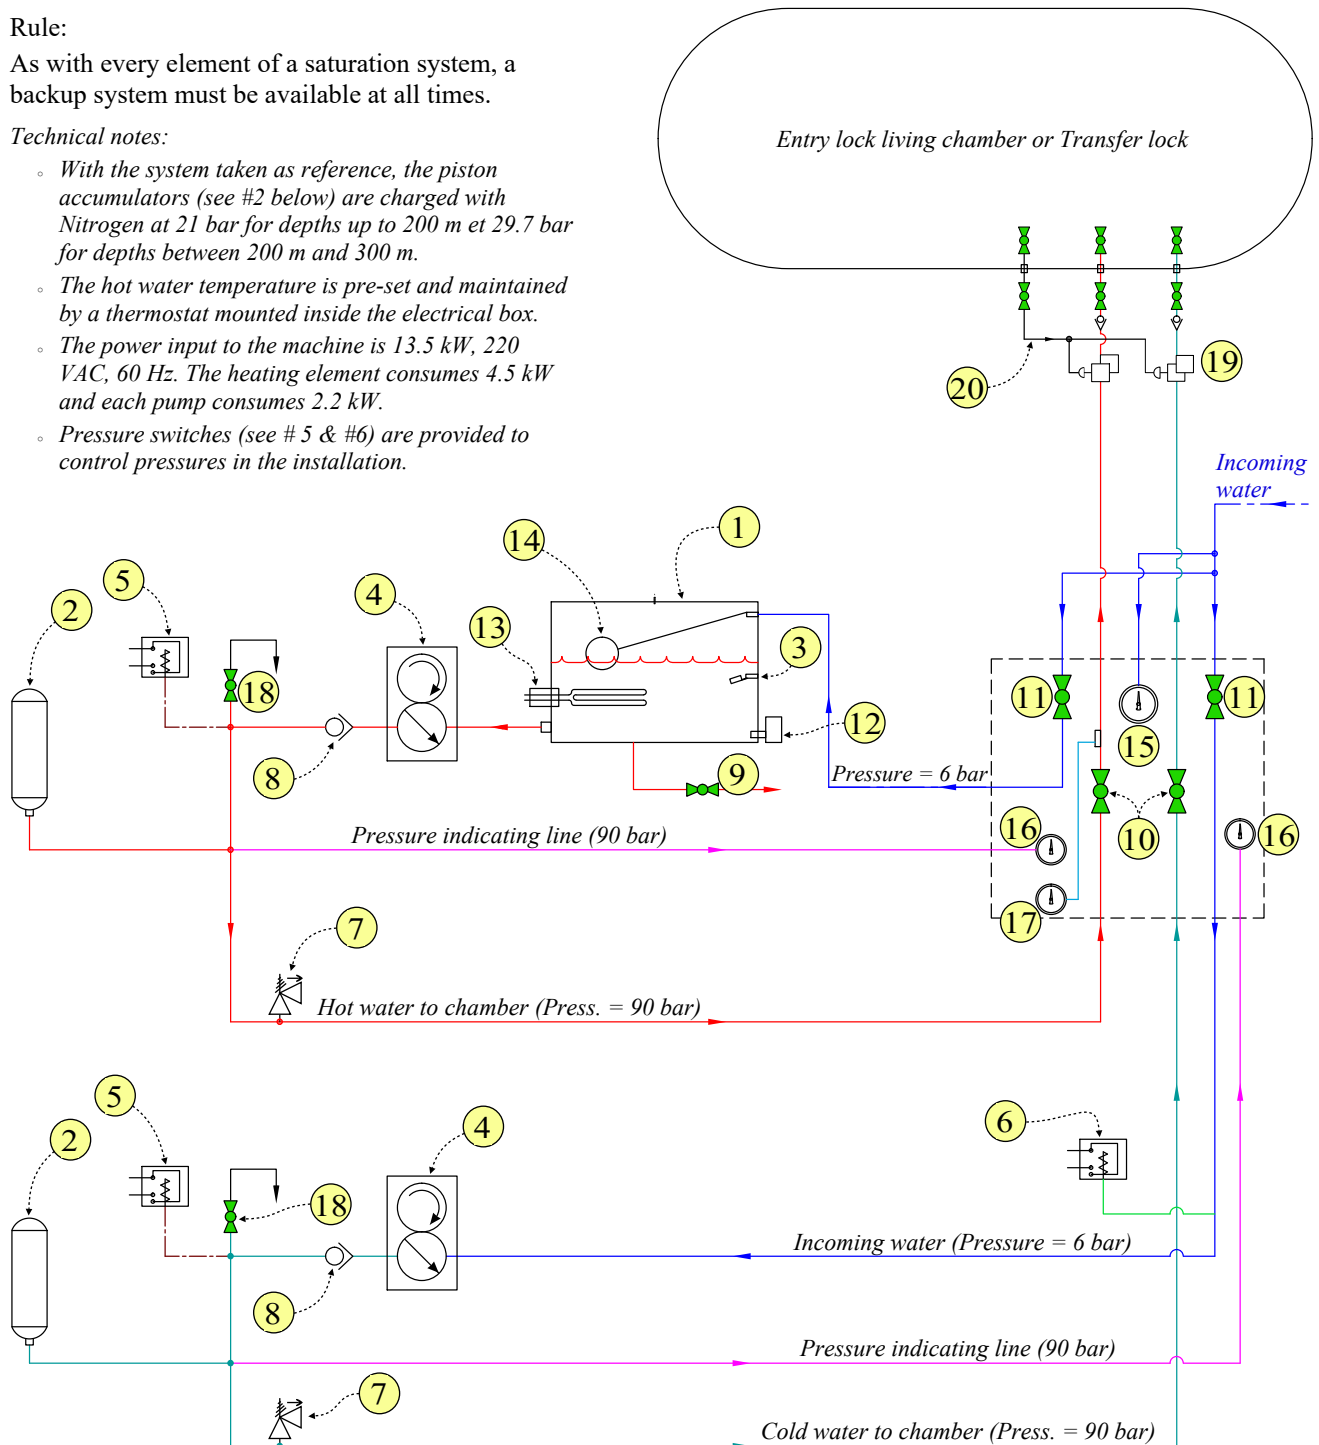 Rule:
As with every element of a saturation system, a
backup system must be available at all times.
Technical notes:
◦ With the system taken as reference, the piston
accumulators (see #2 below) are charged with
Nitrogen at 21 bar for depths up to 200 m et 29.7 bar
for depths between 200 m and 300 m.
◦ The hot water temperature is pre-set and maintained
by a thermostat mounted inside the electrical box.
◦ The power input to the machine is 13.5 kW, 220
VAC, 60 Hz. The heating element consumes 4.5 kW
and each pump consumes 2.2 kW.
◦ Pressure switches (see # 5 & #6) are provided to
control pressures in the installation.
Entry lock living chamber or Transfer lock
19
20
Incoming
water
1
14
5
4
2
13
3
18
11
11
12
15
8
9
Pressure = 6 bar
10
16
16
Pressure indicating line (90 bar)
17
7
Hot water to chamber (Press. = 90 bar)
5
4
6
2
18
Incoming water (Pressure = 6 bar)
8
Pressure indicating line (90 bar)
7
Cold water to chamber (Press. = 90 bar)